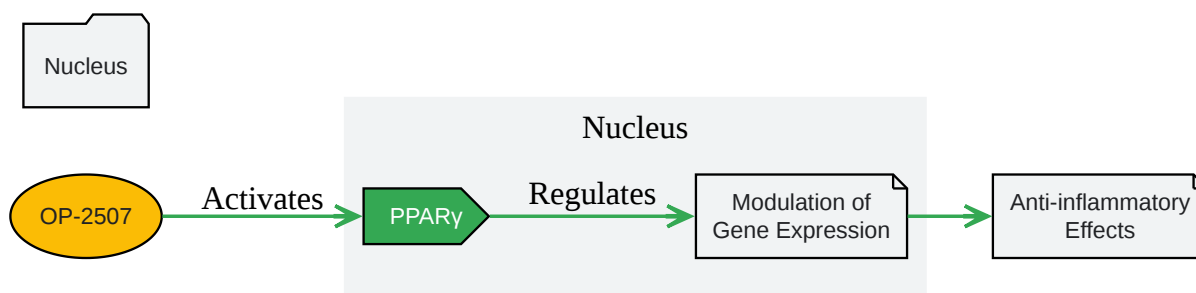 Nucleus
Nucleus
OP-2507
Activates
PPARγ
Regulates
Modulation of
Gene Expression
Anti-inflammatory
Effects